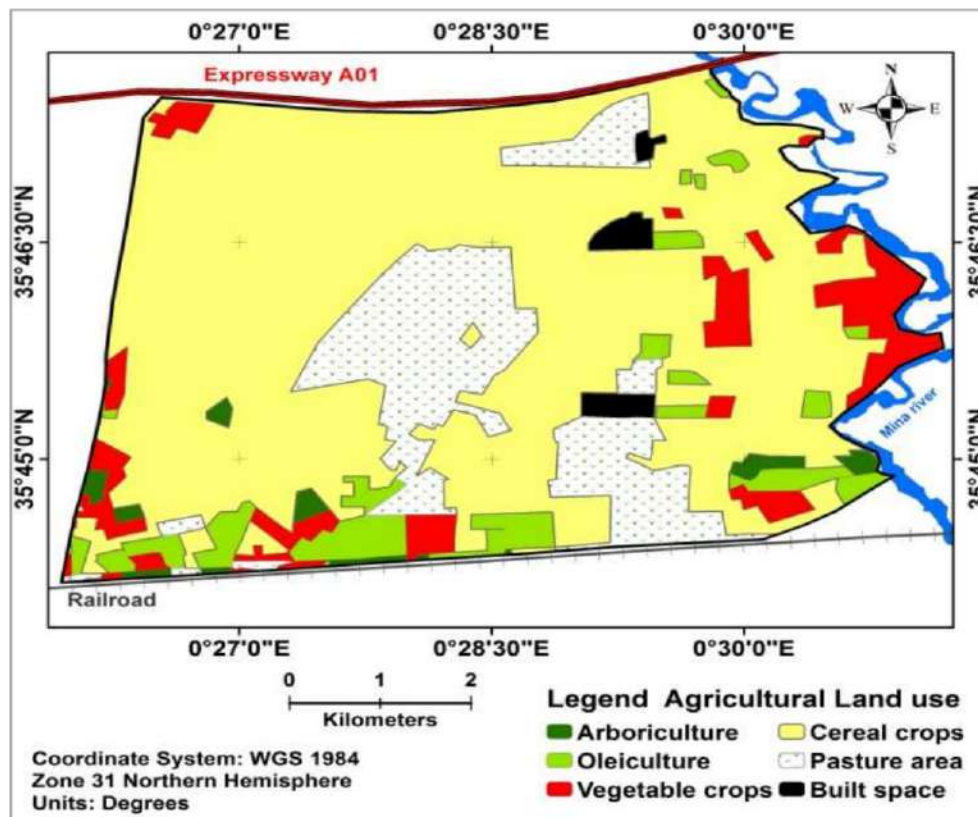 0°27'0"E 0°28'30"E 0°30'0"E
Expressway A01
N
W E
S
35°46'30"N 35°46'30"N
35°45'0"N 35°45'0"N
Mina river
Railroad
0°27'0"E 0°28'30"E 0°30'0"E
0 1 2
Kilometers
Legend Agricultural Land use
Arboriculture Cereal crops
Oleiculture Pasture area
Vegetable crops Built space
Coordinate System: WGS 1984
Zone 31 Northern Hemisphere
Units: Degrees